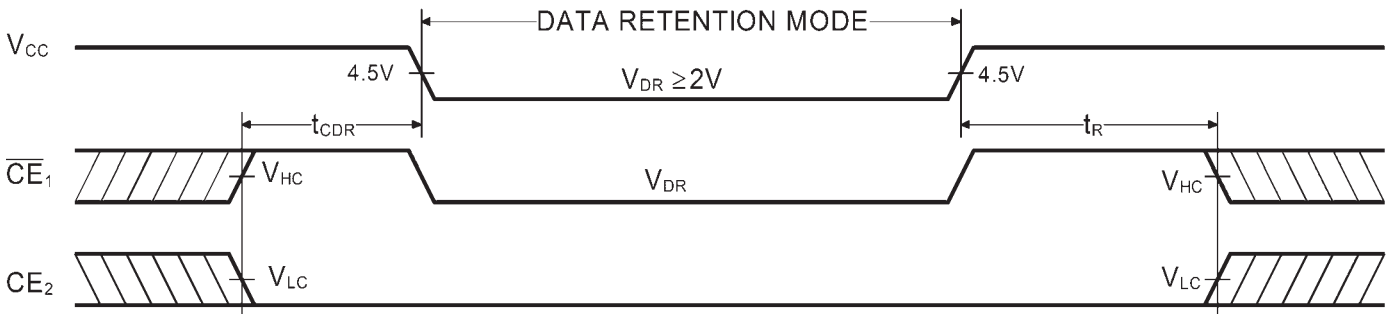 DATA RETENTION MODE
VCC
4.5V
VDR ≥2V
4.5V
tCDR
tR
CE1
VHC
VDR
VHC
CE2
VLC
VLC